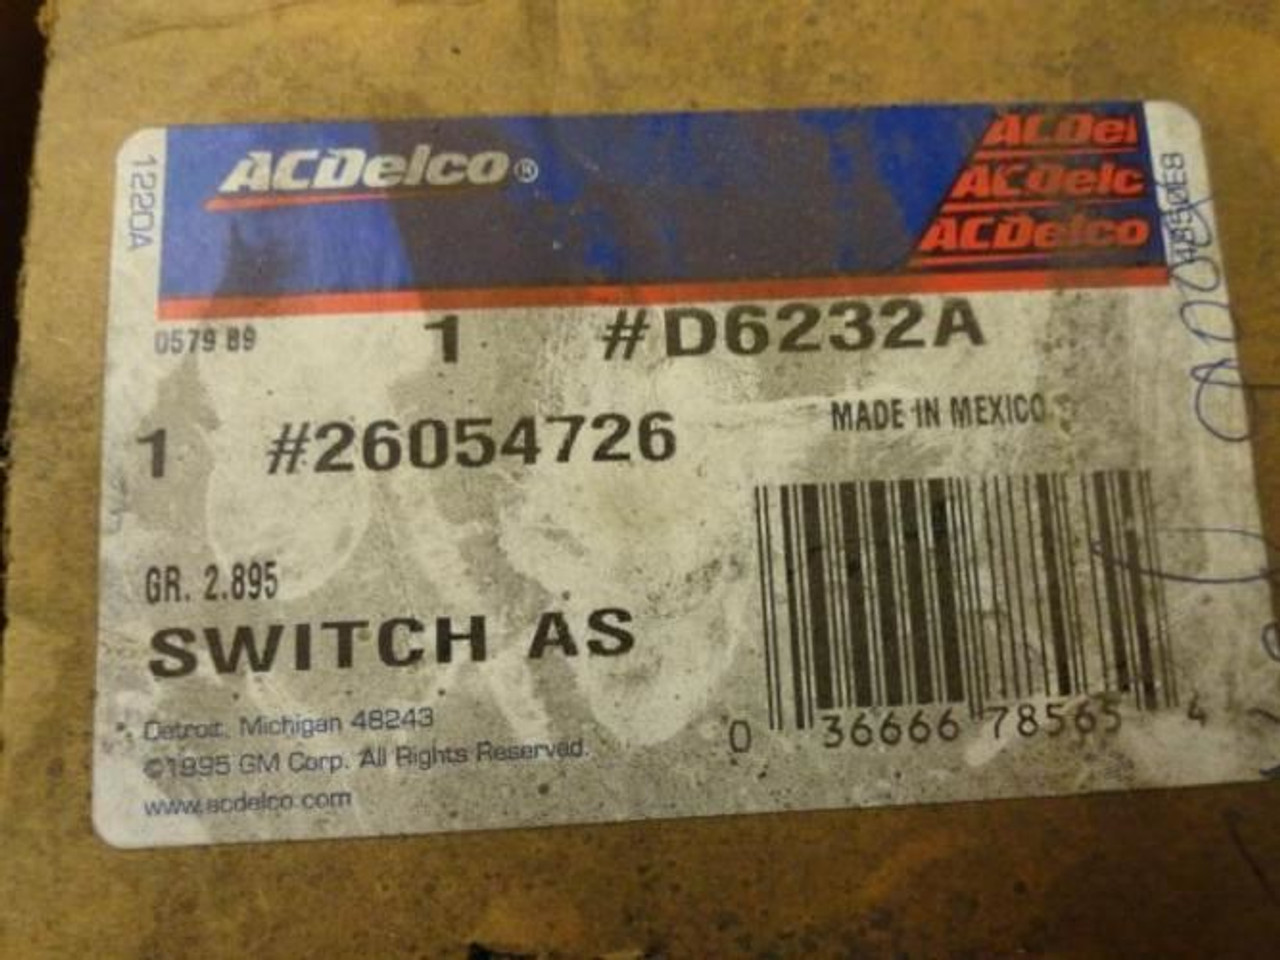 ACDelco®
ACDel
ACDelc
ACDelco
1220A
0579 89
1 #D6232A
1 #26054726
MADE IN MEXICO
GR. 2.895
SWITCH AS
0 36666 78565 4
Detroit, Michigan 48243
©1995 GM Corp. All Rights Reserved.
www.acdelco.com